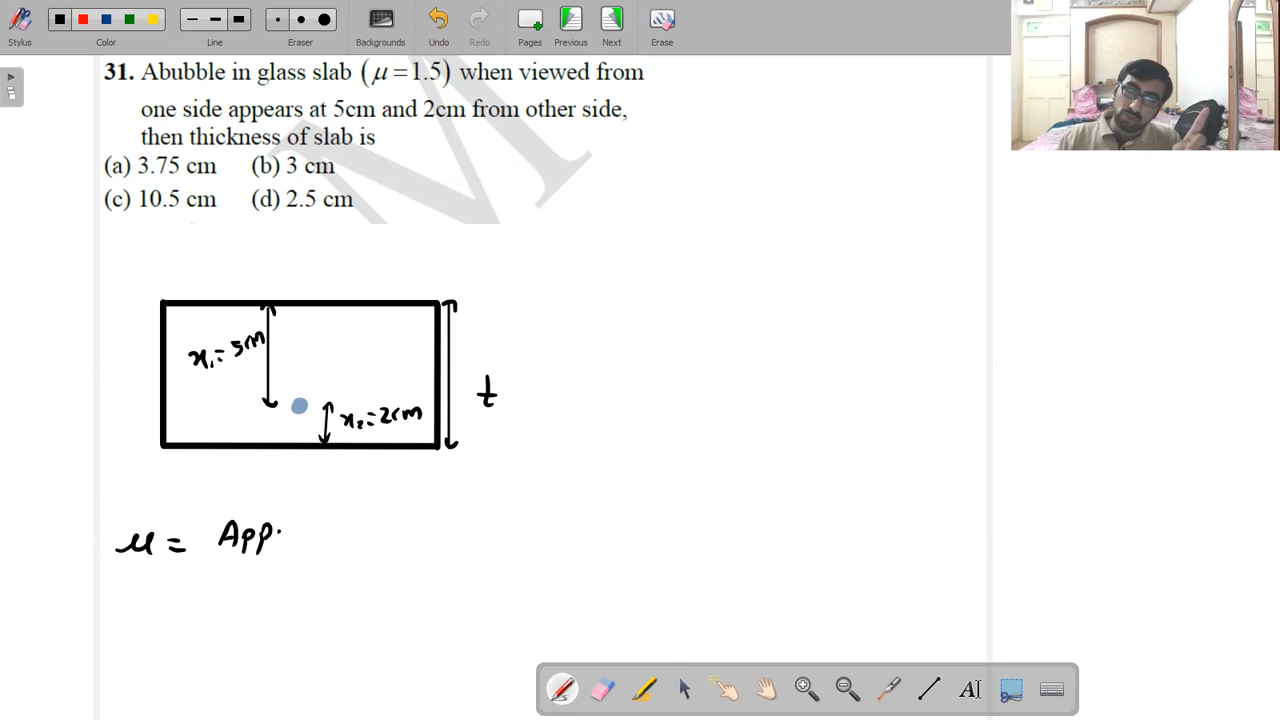 Stylus
Color
Line
Eraser
Backgrounds
Undo
Redo
Pages
Previous
Next
Erase
31. Abubble in glass slab (μ = 1.5) when viewed from
one side appears at 5cm and 2cm from other side,
then thickness of slab is
(a) 3.75 cm (b) 3 cm
(c) 10.5 cm (d) 2.5 cm
x₁ = 5cm
x₂ = 2cm
t
μ = App.